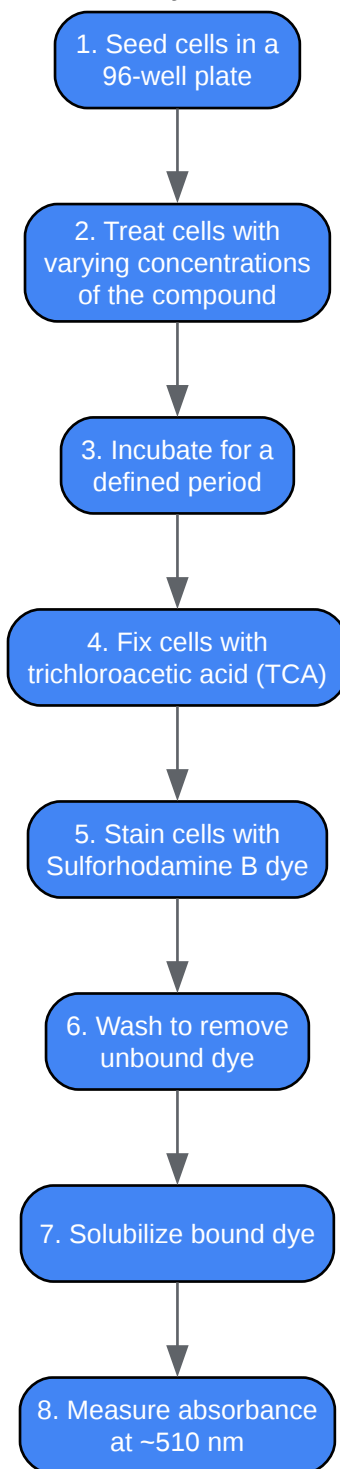 1. Seed cells in a
96-well plate
2. Treat cells with
varying concentrations
of the compound
3. Incubate for a
defined period
4. Fix cells with
trichloroacetic acid (TCA)
5. Stain cells with
Sulforhodamine B dye
6. Wash to remove
unbound dye
7. Solubilize bound dye
8. Measure absorbance
at ~510 nm